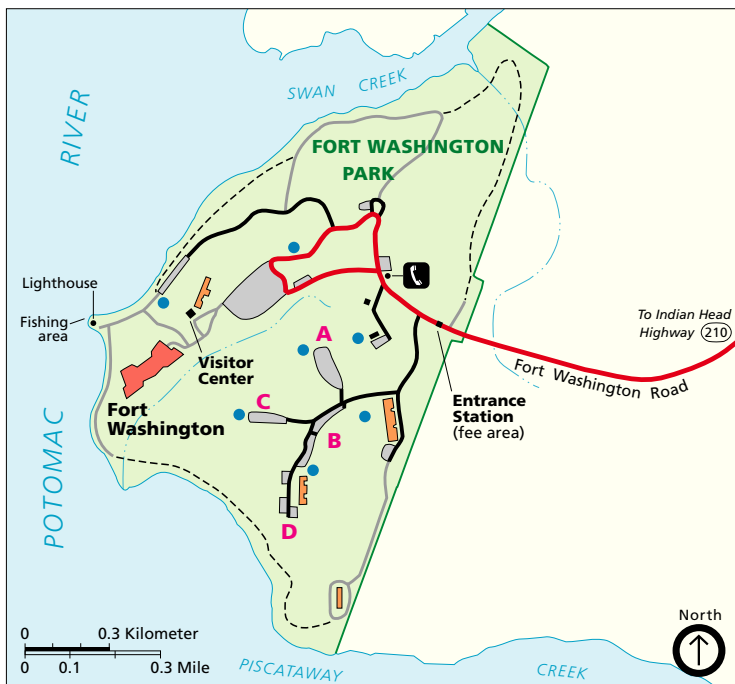 SWAN CREEK
RIVER
FORT WASHINGTON
PARK
Lighthouse
Fishing
area
To Indian Head
Highway 210
Visitor
Center
A
Fort Washington Road
Entrance
Station
(fee area)
C
Fort
Washington
B
POTOMAC
D
North
0 0.3 Kilometer
0 0.1 0.3 Mile
PISCATAWAY CREEK